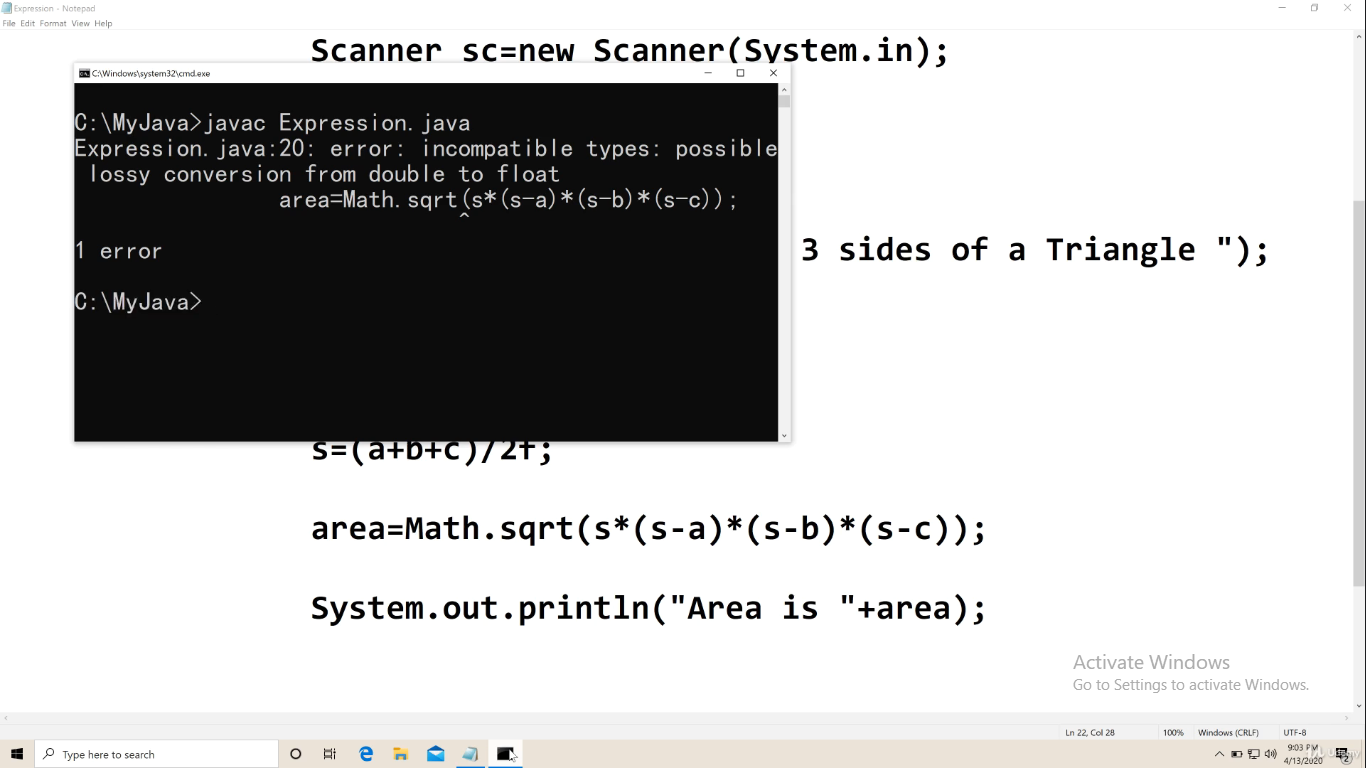 Expression - Notepad
File Edit Format View Help
Scanner sc=new Scanner(System.in);
C:\Windows\system32\cmd.exe
C:\MyJava>javac Expression.java
Expression.java:20: error: incompatible types: possible
lossy conversion from double to float
area=Math.sqrt(s*(s-a)*(s-b)*(s-c));
^
1 error
C:\MyJava>
3 sides of a Triangle ");
s=(a+b+c)/2f;
area=Math.sqrt(s*(s-a)*(s-b)*(s-c));
System.out.println("Area is "+area);
Activate Windows
Go to Settings to activate Windows.
Ln 22, Col 28 100% Windows (CRLF) UTF-8
Type here to search
9:03 PM
4/13/2020
2